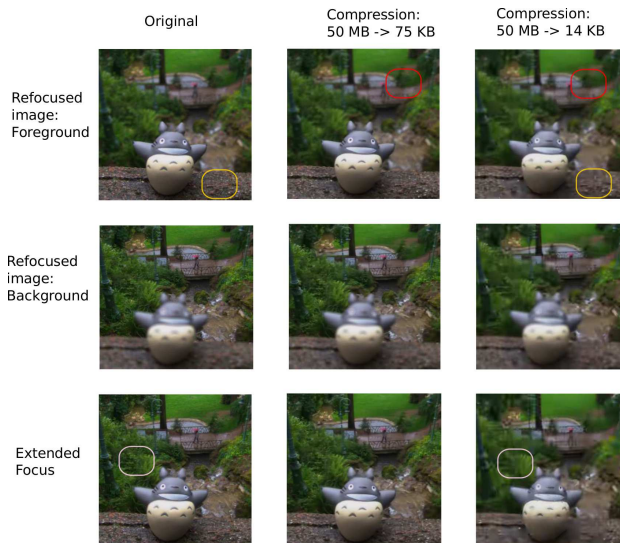 Original
Compression:
50 MB -> 75 KB
Compression:
50 MB -> 14 KB
Refocused
image:
Foreground
Refocused
image:
Background
Extended
Focus